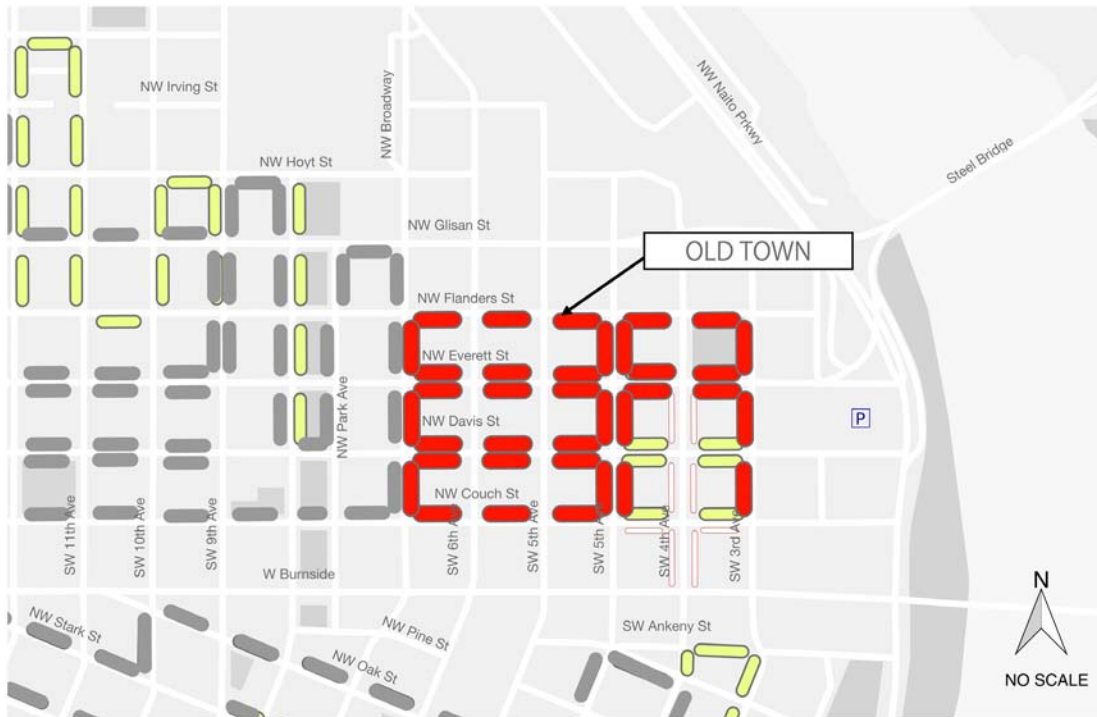 NW Irving St
NW Broadway
NW Naito Prkwy
Steel Bridge
NW Hoyt St
NW Glisan St
OLD TOWN
NW Flanders St
NW Everett St
NW Park Ave
NW Davis St
P
NW Couch St
SW 11th Ave
SW 10th Ave
SW 9th Ave
SW 6th Ave
SW 5th Ave
SW 5th Ave
SW 4th Ave
SW 3rd Ave
W Burnside
N
NW Stark St
NW Pine St
SW Ankeny St
NW Oak St
NO SCALE